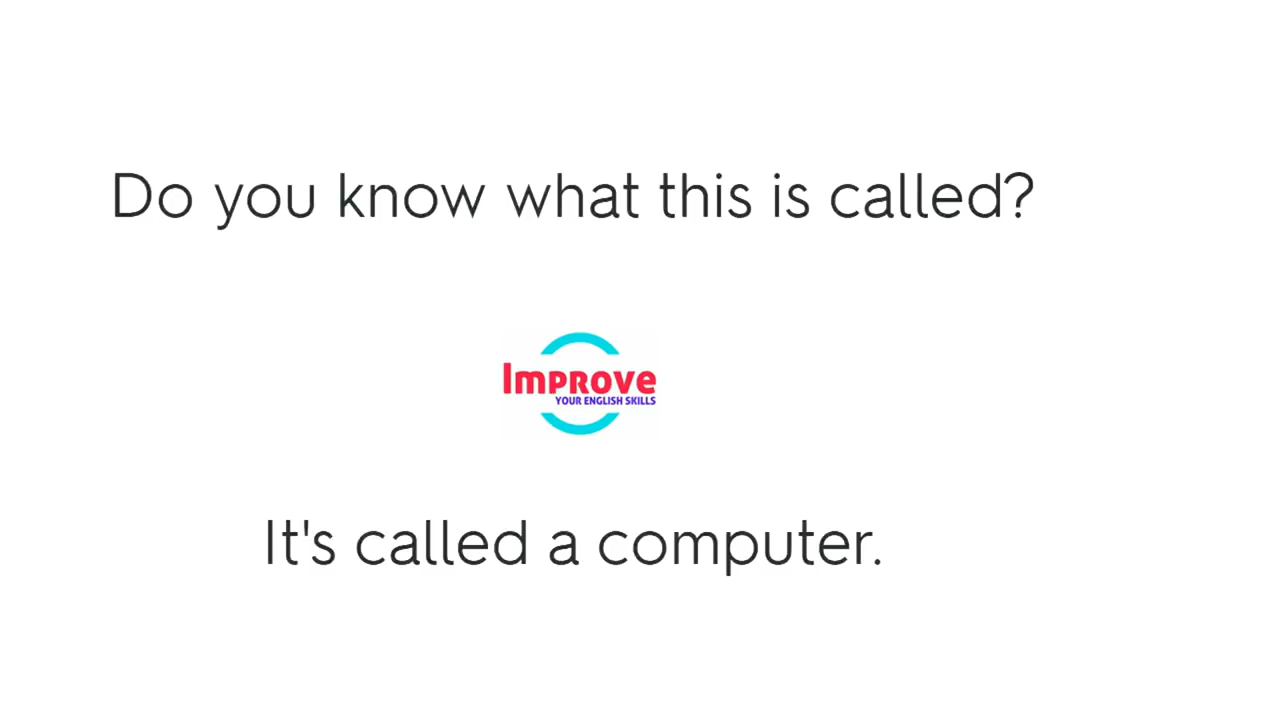 Do you know what this is called?
Improve
YOUR ENGLISH SKILLS
It's called a computer.